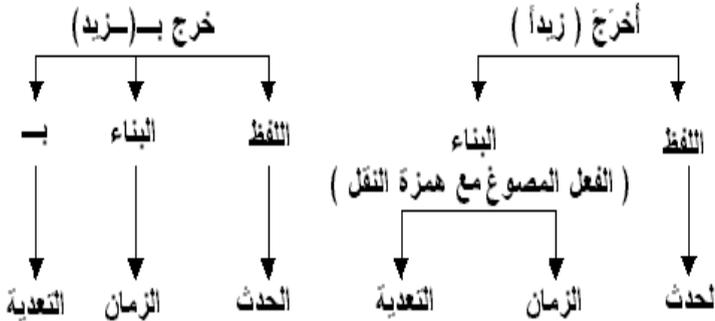 أخرَجَ ( زيداً )
خرج بـ(ـزيد)
اللفظ
البناء
( الفعل المصوغ مع همزة النقل )
اللفظ
البناء
بـ
لحدث
الزمان
التعدية
الحدث
الزمان
التعدية